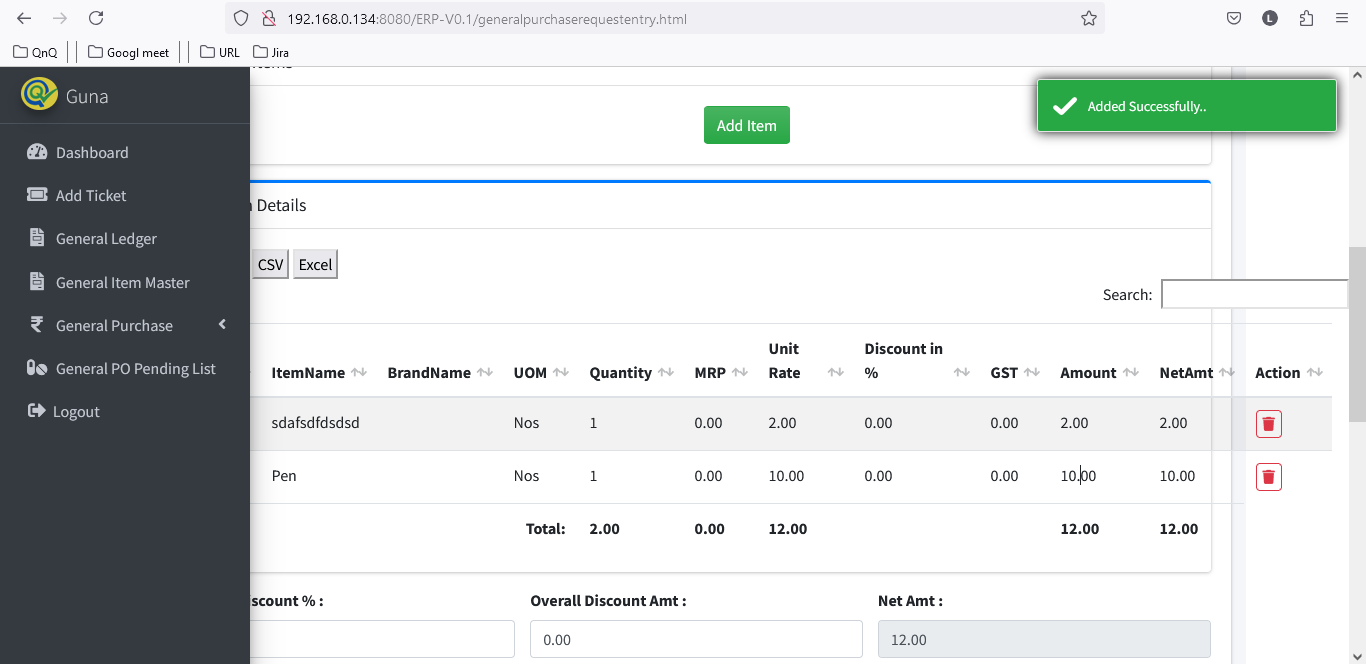 192.168.0.134:8080/ERP-V0.1/generalpurchaserequestentry.html
L
QnQ
Googl meet
URL
Jira
Guna
Added Successfully..
Add Item
Dashboard
Add Ticket
General Ledger
General Item Master
General Purchase
General PO Pending List
Logout
Details
CSV Excel
Search:
ItemName BrandName UOM Quantity MRP Unit Rate Discount in % GST Amount NetAmt Action
sdafsdfdsdsd Nos 1 0.00 2.00 0.00 0.00 2.00 2.00
Pen Nos 1 0.00 10.00 0.00 0.00 10.00 10.00
Total: 2.00 0.00 12.00 12.00 12.00
scount % : Overall Discount Amt : Net Amt :
0.00 12.00